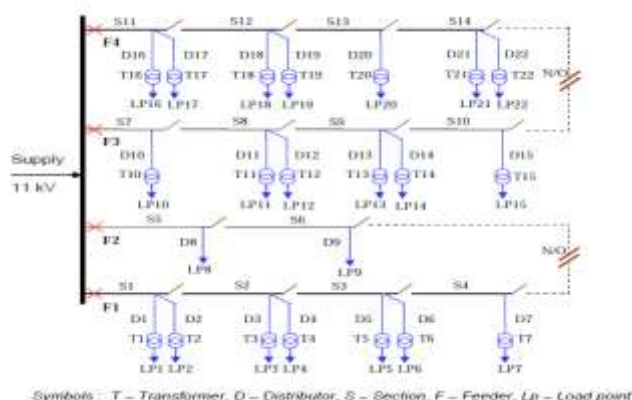 S11 S12 S13 S14
F4
D16 D17 D18 D19 D20 D21 D22
T16 T17 T18 T19 T20 T21 T22
N/O
LP16 LP17 LP18 LP19 LP20 LP21 LP22
S7 S8 S9 S10
F3
Supply
11 kV
D10 D11 D12 D13 D14 D15
T10 T11 T12 T13 T14 T15
LP10 LP11 LP12 LP13 LP14 LP15
S5 S6
F2
D8 D9
N/O
LP8 LP9
S1 S2 S3 S4
F1
D1 D2 D3 D4 D5 D6 D7
T1 T2 T3 T4 T5 T6 T7
LP1 LP2 LP3 LP4 LP5 LP6 LP7
Symbols : T – Transformer, D – Distributor, S – Section, F – Feeder, Lp – Load point